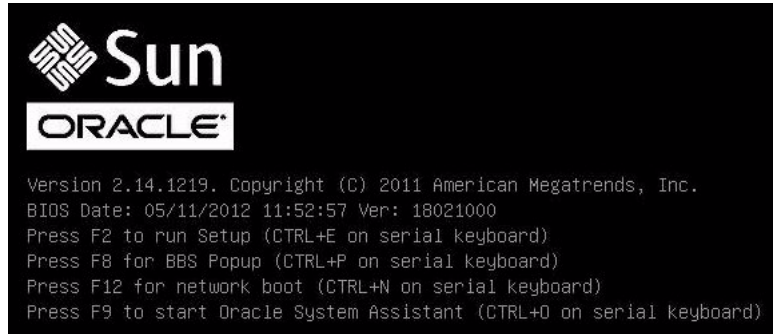 Sun
ORACLE
Version 2.14.1219. Copyright (C) 2011 American Megatrends, Inc.
BIOS Date: 05/11/2012 11:52:57 Ver: 18021000
Press F2 to run Setup (CTRL+E on serial keyboard)
Press F8 for BBS Popup (CTRL+P on serial keyboard)
Press F12 for network boot (CTRL+N on serial keyboard)
Press F9 to start Oracle System Assistant (CTRL+O on serial keyboard)